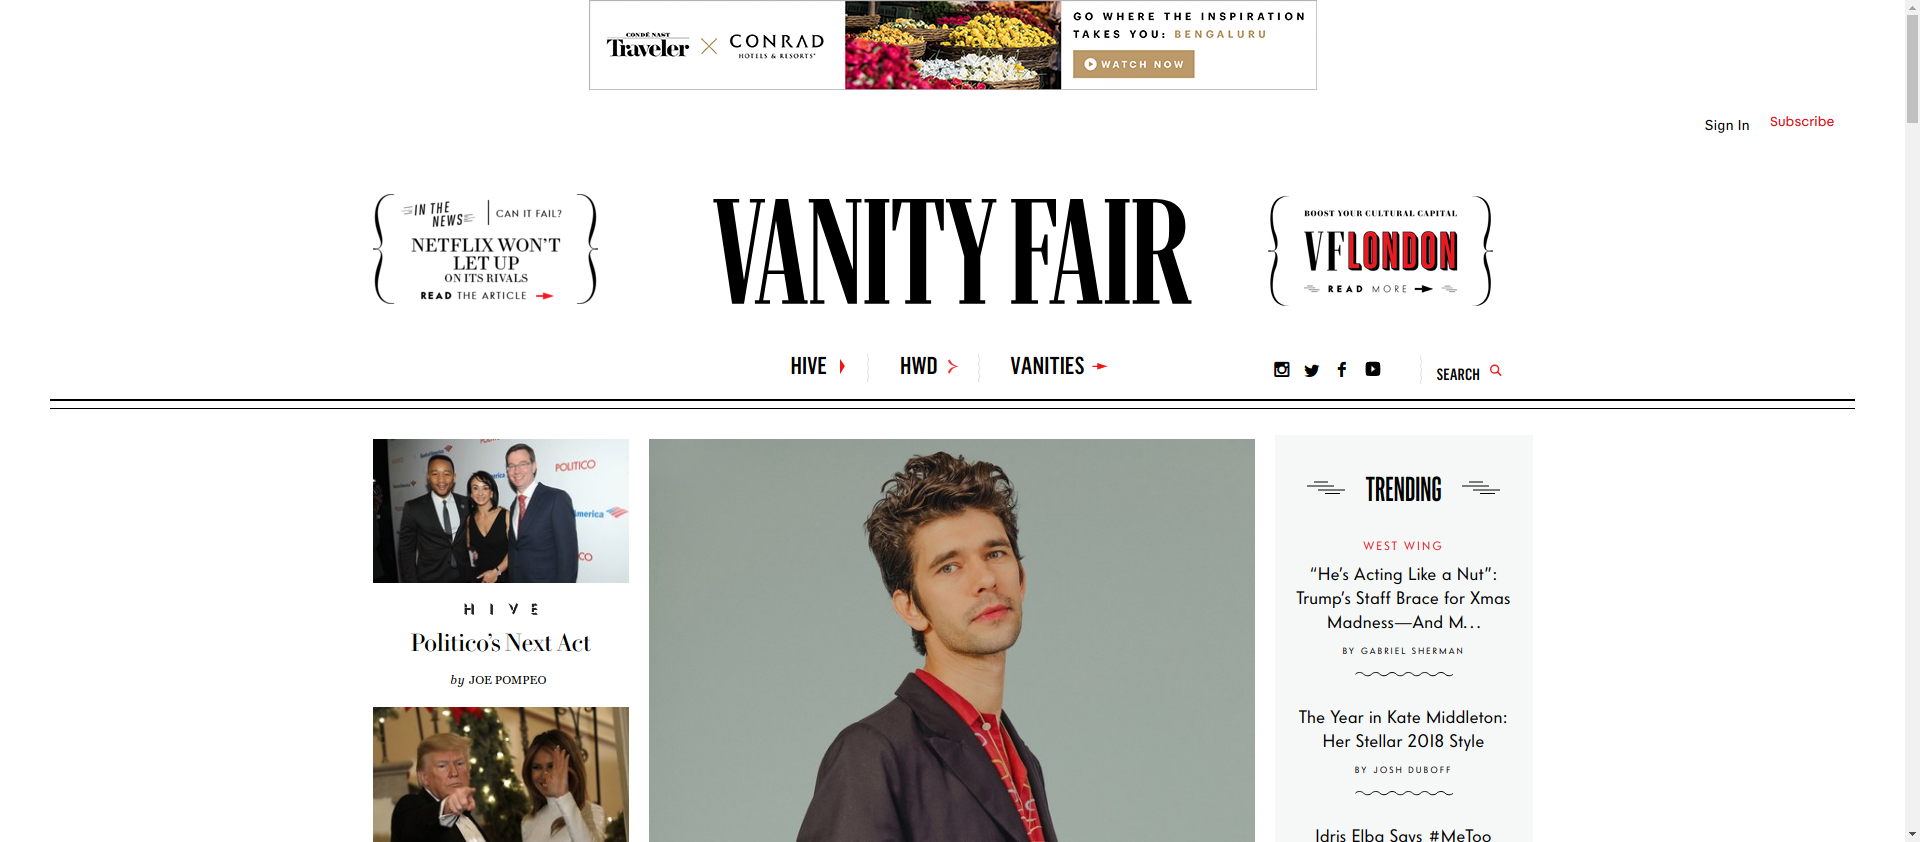 CONDÉ NAST
Traveler
CONRAD
HOTELS & RESORTS
GO WHERE THE INSPIRATION
TAKES YOU: BENGALURU
WATCH NOW
Sign In
Subscribe
IN THE
NEWS
CAN IT FAIL?
NETFLIX WON'T
LET UP
ON ITS RIVALS
READ THE ARTICLE
VANITY FAIR
BOOST YOUR CULTURAL CAPITAL
VF LONDON
READ MORE
HIVE
HWD
VANITIES
SEARCH
POLITICO
America
HIVE
Politico's Next Act
by JOE POMPEO
TRENDING
WEST WING
“He's Acting Like a Nut”:
Trump's Staff Brace for Xmas
Madness—And M...
BY GABRIEL SHERMAN
The Year in Kate Middleton:
Her Stellar 2018 Style
BY JOSH DUBOFF
Idris Elba Says #MeToo